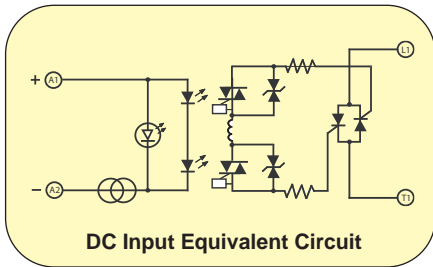 L1
+ A1
− A2
T1
DC Input Equivalent Circuit